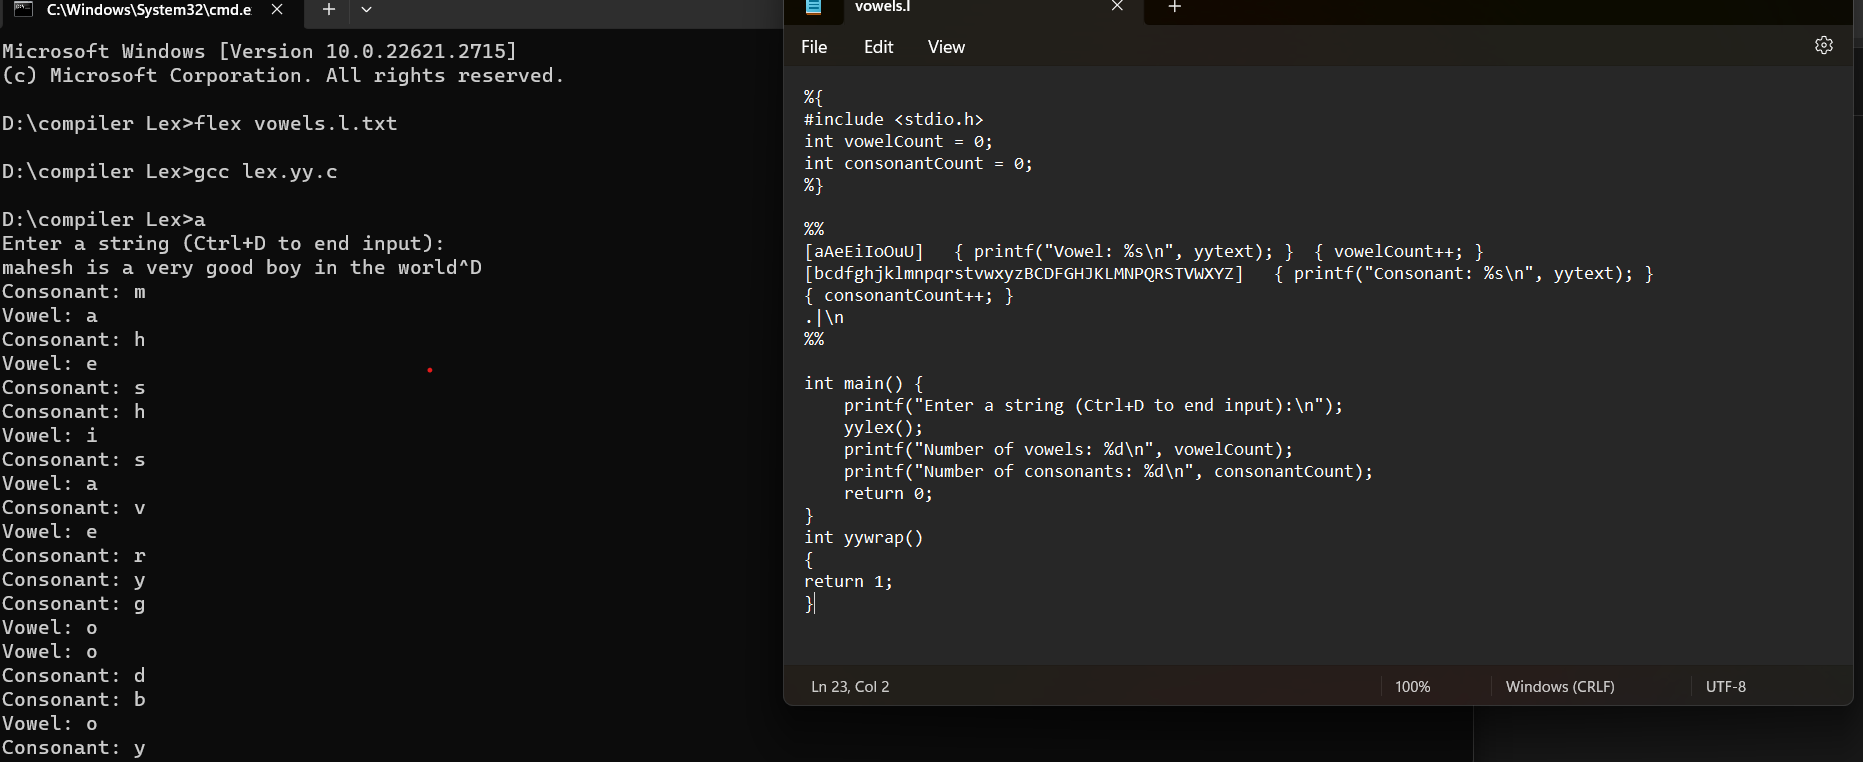 C:\Windows\System32\cmd.e
Microsoft Windows [Version 10.0.22621.2715]
(c) Microsoft Corporation. All rights reserved.
D:\compiler Lex>flex vowels.l.txt
D:\compiler Lex>gcc lex.yy.c
D:\compiler Lex>a
Enter a string (Ctrl+D to end input):
mahesh is a very good boy in the world^D
Consonant: m
Vowel: a
Consonant: h
Vowel: e
Consonant: s
Consonant: h
Vowel: i
Consonant: s
Vowel: a
Consonant: v
Vowel: e
Consonant: r
Consonant: y
Consonant: g
Vowel: o
Vowel: o
Consonant: d
Consonant: b
Vowel: o
Consonant: y
vowels.l
File Edit View
%{
#include <stdio.h>
int vowelCount = 0;
int consonantCount = 0;
%}
%%
[aAeEiIoOuU]   { printf("Vowel: %s\n", yytext); }  { vowelCount++; }
[bcdfghjklmnpqrstvwxyzBCDFGHJKLMNPQRSTVWXYZ]   { printf("Consonant: %s\n", yytext); }
{ consonantCount++; }
.|\n
%%
int main() {
    printf("Enter a string (Ctrl+D to end input):\n");
    yylex();
    printf("Number of vowels: %d\n", vowelCount);
    printf("Number of consonants: %d\n", consonantCount);
    return 0;
}
int yywrap()
{
return 1;
}
Ln 23, Col 2 100% Windows (CRLF) UTF-8